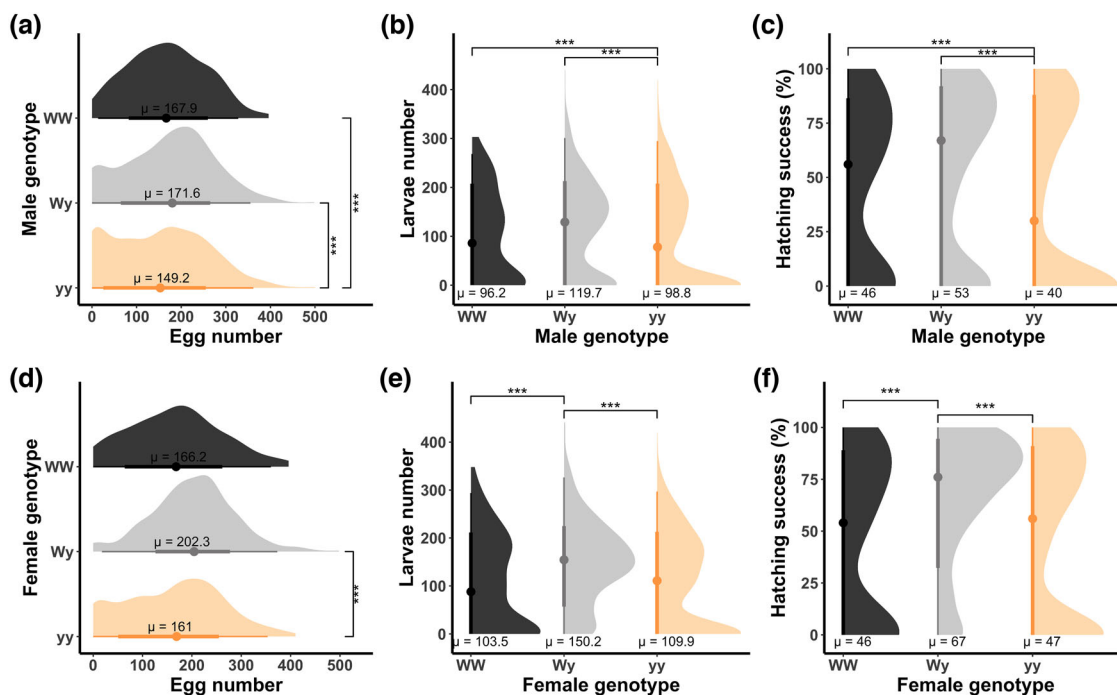 (a)
Male genotype
WW
Wy
yy
μ = 167.9
μ = 171.6
μ = 149.2
***
***
0 100 200 300 400 500
Egg number
(b)
***
***
Larvae number
400
300
200
100
0
μ = 96.2 μ = 119.7 μ = 98.8
WW Wy yy
Male genotype
(c)
***
***
Hatching success (%)
100
75
50
25
0
μ = 46 μ = 53 μ = 40
WW Wy yy
Male genotype
(d)
Female genotype
WW
Wy
yy
μ = 166.2
μ = 202.3
μ = 161
***
0 100 200 300 400 500
Egg number
(e)
*** ***
Larvae number
400
300
200
100
0
μ = 103.5 μ = 150.2 μ = 109.9
WW Wy yy
Female genotype
(f)
*** ***
Hatching success (%)
100
75
50
25
0
μ = 46 μ = 67 μ = 47
WW Wy yy
Female genotype